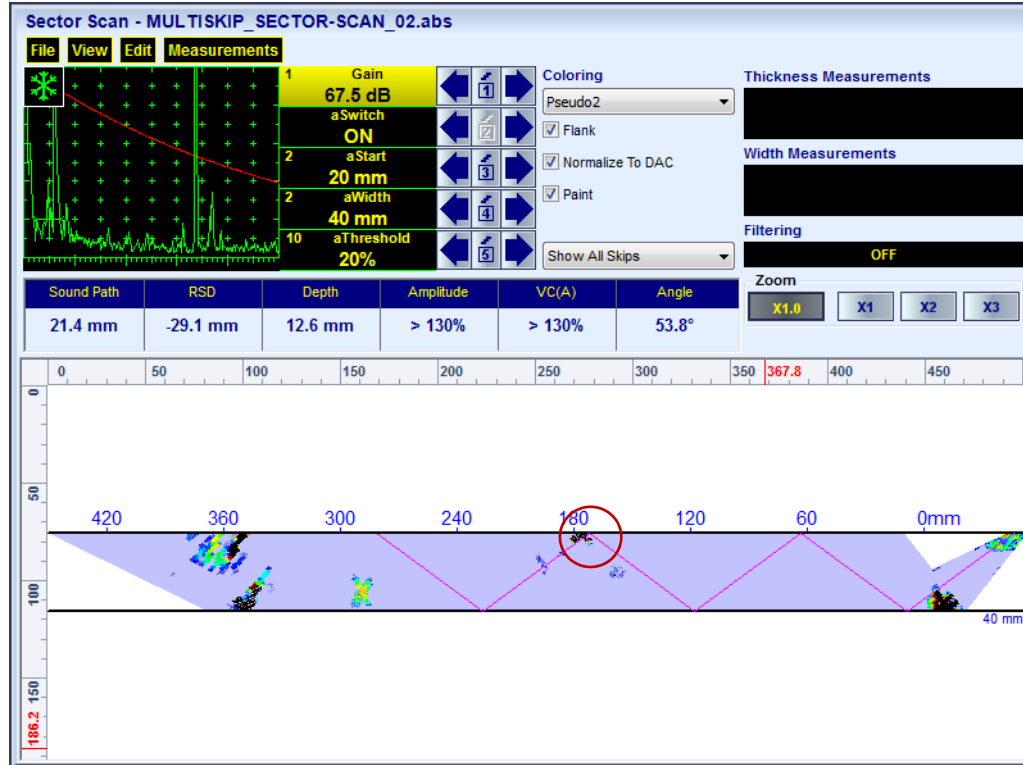 Sector Scan - MULTISKIP_SECTOR-SCAN_02.abs
File View Edit Measurements
1 Gain
67.5 dB
1
aSwitch
ON
2
2 aStart
20 mm
3
2 aWidth
40 mm
4
10 aThreshold
20%
5
Coloring
Pseudo2
Flank
Normalize To DAC
Paint
Show All Skips
Thickness Measurements
Width Measurements
Filtering
OFF
Zoom
X1.0 X1 X2 X3
Sound Path RSD Depth Amplitude VC(A) Angle
21.4 mm -29.1 mm 12.6 mm > 130% > 130% 53.8°
0 50 100 150 200 250 300 350 367.8 400 450
0
50
420 360 300 240 180 120 60 0mm
100
40 mm
150
186.2